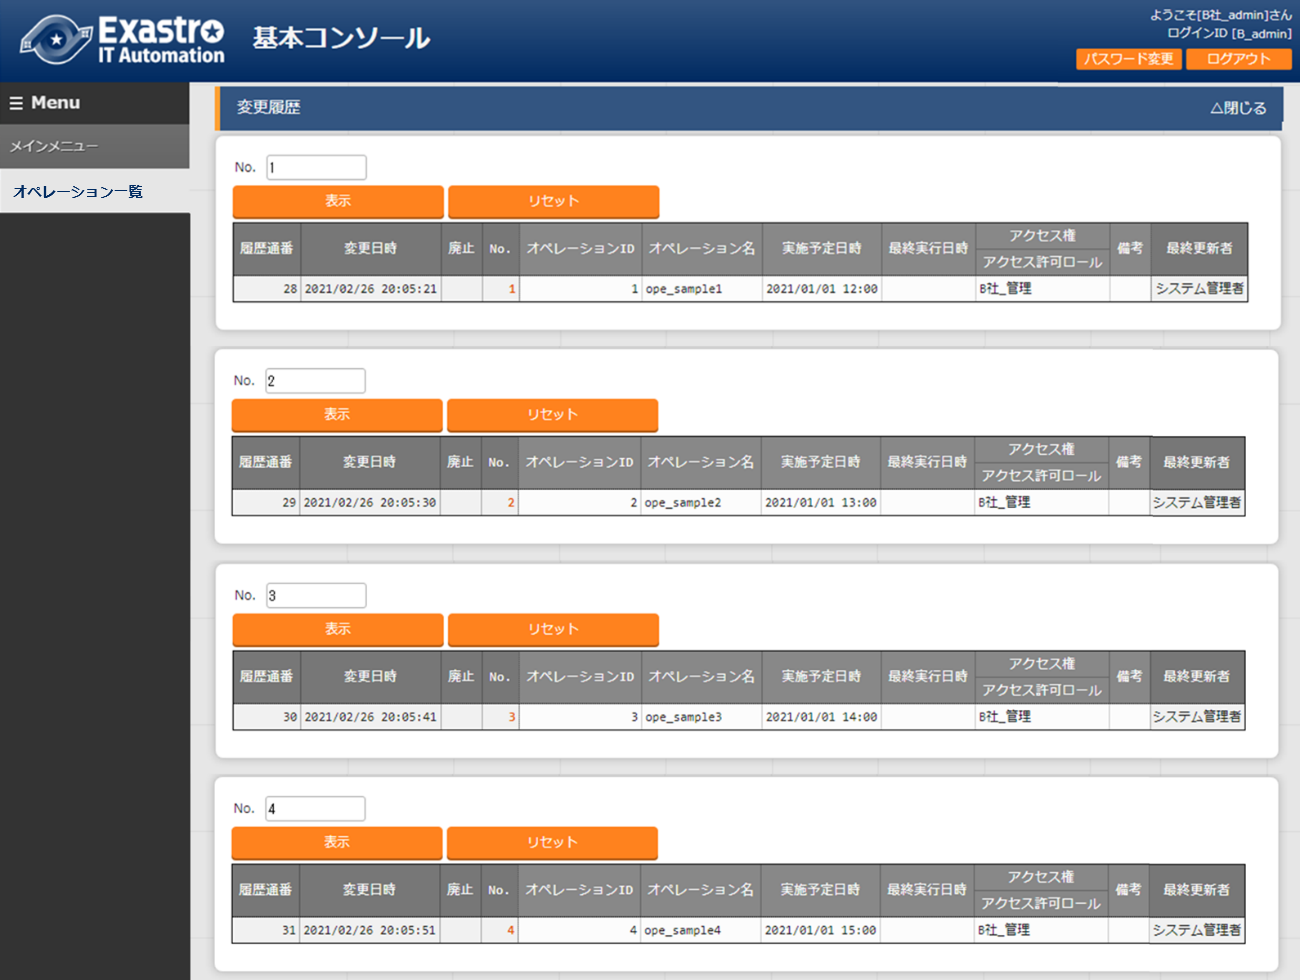 Exastro
IT Automation
基本コンソール
ようこそ[B社_admin]さん
ログインID [B_admin]
パスワード変更 ログアウト
☰ Menu
メインメニュー
オペレーション一覧
変更履歴 △閉じる
No. 1
表示 リセット
履歴通番 変更日時 廃止 No. オペレーションID オペレーション名 実施予定日時 最終実行日時 アクセス権 備考 最終更新者
アクセス許可ロール
28 2021/02/26 20:05:21 1 1 ope_sample1 2021/01/01 12:00 B社_管理 システム管理者
No. 2
表示 リセット
履歴通番 変更日時 廃止 No. オペレーションID オペレーション名 実施予定日時 最終実行日時 アクセス権 備考 最終更新者
アクセス許可ロール
29 2021/02/26 20:05:30 2 2 ope_sample2 2021/01/01 13:00 B社_管理 システム管理者
No. 3
表示 リセット
履歴通番 変更日時 廃止 No. オペレーションID オペレーション名 実施予定日時 最終実行日時 アクセス権 備考 最終更新者
アクセス許可ロール
30 2021/02/26 20:05:41 3 3 ope_sample3 2021/01/01 14:00 B社_管理 システム管理者
No. 4
表示 リセット
履歴通番 変更日時 廃止 No. オペレーションID オペレーション名 実施予定日時 最終実行日時 アクセス権 備考 最終更新者
アクセス許可ロール
31 2021/02/26 20:05:51 4 4 ope_sample4 2021/01/01 15:00 B社_管理 システム管理者